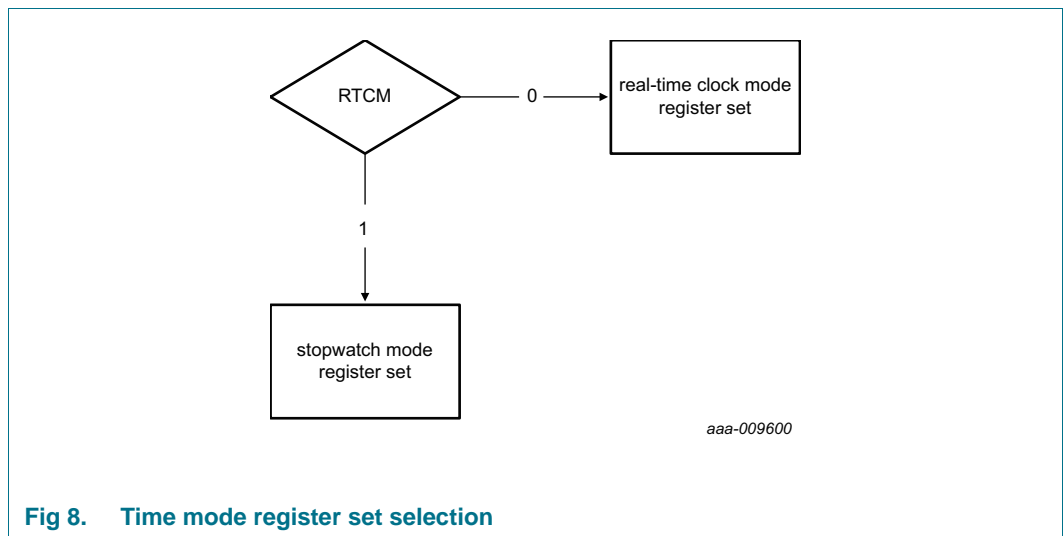 RTCM
0
real-time clock mode
register set
1
stopwatch mode
register set
aaa-009600
Fig 8. Time mode register set selection